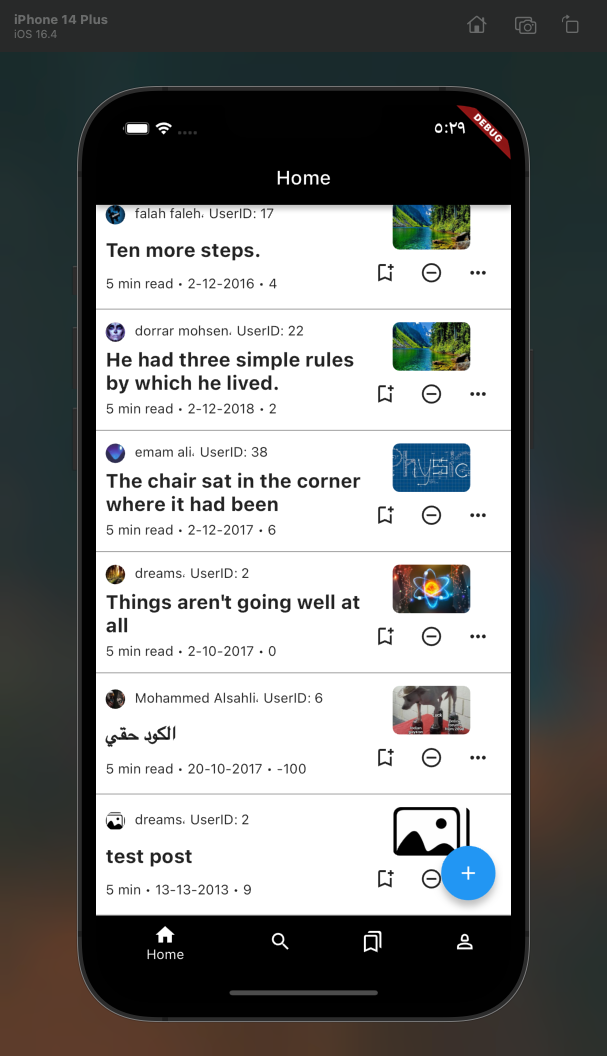 iPhone 14 Plus
iOS 16.4
٥:٢٩
DEBUG
Home
falah faleh. UserID: 17
Ten more steps.
5 min read • 2-12-2016 • 4
dorrar mohsen. UserID: 22
He had three simple rules
by which he lived.
5 min read • 2-12-2018 • 2
emam ali. UserID: 38
The chair sat in the corner
where it had been
5 min read • 2-12-2017 • 6
dreams. UserID: 2
Things aren't going well at
all
5 min read • 2-10-2017 • 0
Mohammed Alsahli. UserID: 6
الكود حقي
5 min read • 20-10-2017 • -100
dreams. UserID: 2
test post
5 min • 13-13-2013 • 9
Home